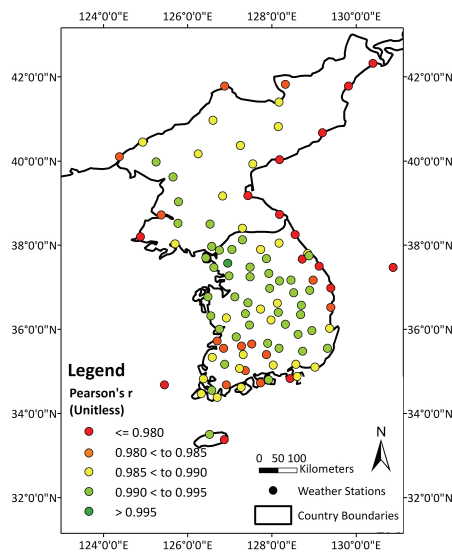 124°0'0"E 126°0'0"E 128°0'0"E 130°0'0"E
42°0'0"N 42°0'0"N
40°0'0"N 40°0'0"N
38°0'0"N 38°0'0"N
36°0'0"N 36°0'0"N
34°0'0"N 34°0'0"N
32°0'0"N 32°0'0"N
Legend
Pearson's r
(Unitless)
<= 0.980
0.980 < to 0.985
0.985 < to 0.990
0.990 < to 0.995
> 0.995
N
0 50 100
Kilometers
Weather Stations
Country Boundaries
124°0'0"E 126°0'0"E 128°0'0"E 130°0'0"E